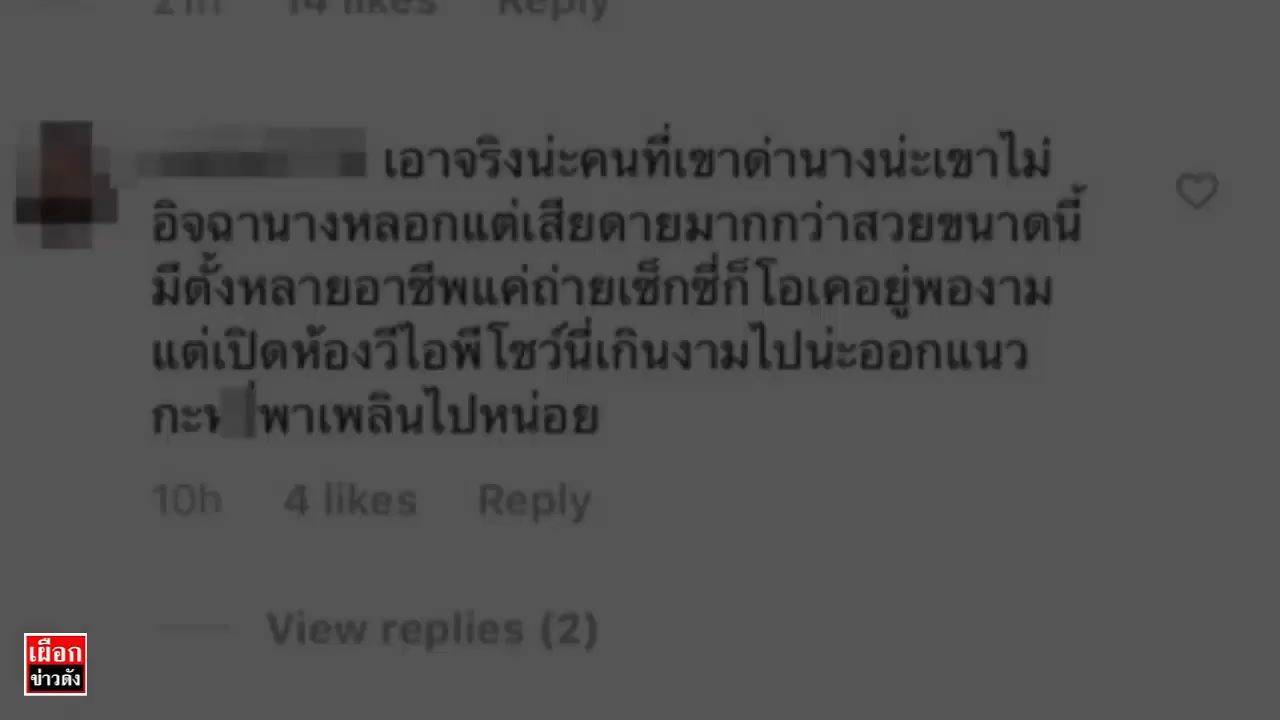 21h 14 likes Reply
เอาจริงน่ะคนที่เขาด่านางน่ะเขาไม่
อิจฉานางหลอกแต่เสียดายมากกว่าสวยขนาดนี้
มีตั้งหลายอาชีพแค่ถ่ายเซ็กซี่ก็โอเคอยู่พองาม
แต่เปิดห้องวีไอพีโชว์นี่เกินงามไปน่ะออกแนว
พาเพลินไปหน่อย
10h 4 likes Reply
View replies (2)
เผือก
ข่าวดัง